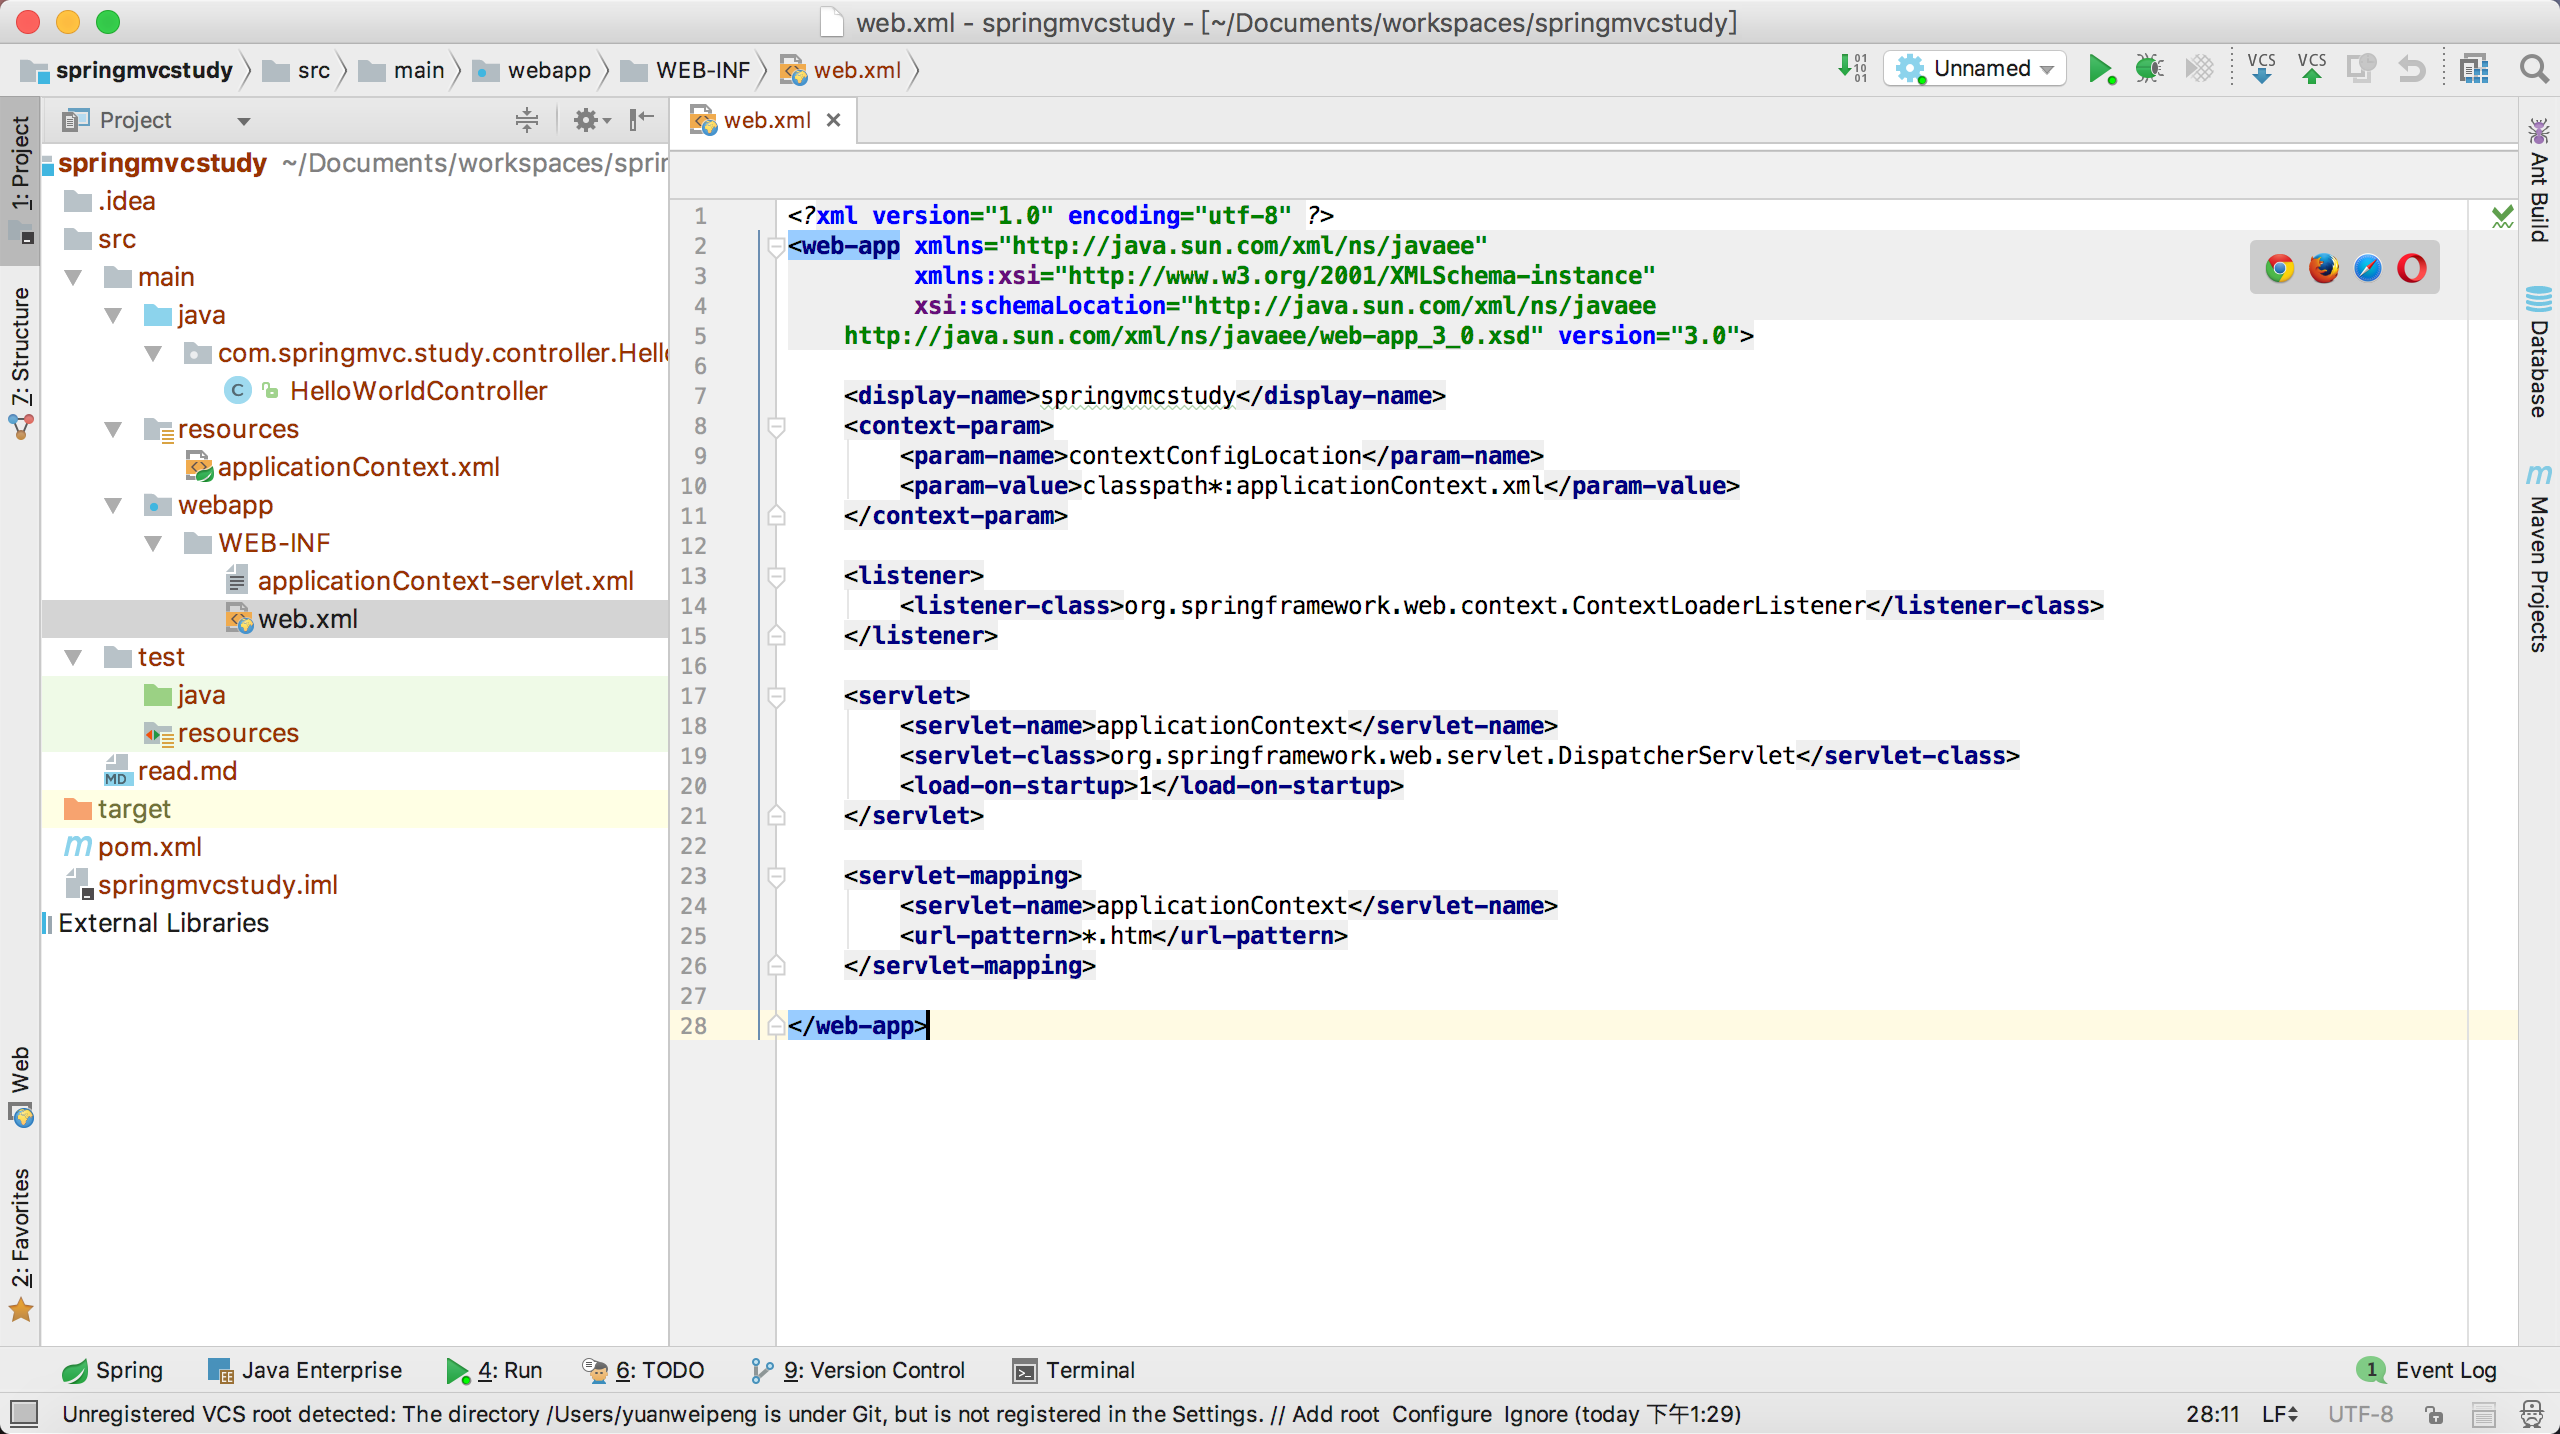 web.xml - springmvcstudy - [~/Documents/workspaces/springmvcstudy]
springmvcstudy src main webapp WEB-INF web.xml
Unnamed VCS VCS
1: Project
7: Structure
Web
2: Favorites
Project
springmvcstudy ~/Documents/workspaces/sprin
.idea
src
main
java
com.springmvc.study.controller.Hell
HelloWorldController
resources
applicationContext.xml
webapp
WEB-INF
applicationContext-servlet.xml
web.xml
test
java
resources
read.md
target
pom.xml
springmvcstudy.iml
External Libraries
web.xml
1 <?xml version="1.0" encoding="utf-8" ?>
2 <web-app xmlns="http://java.sun.com/xml/ns/javaee"
3 xmlns:xsi="http://www.w3.org/2001/XMLSchema-instance"
4 xsi:schemaLocation="http://java.sun.com/xml/ns/javaee
5 http://java.sun.com/xml/ns/javaee/web-app_3_0.xsd" version="3.0">
6
7 <display-name>springvmcstudy</display-name>
8 <context-param>
9 <param-name>contextConfigLocation</param-name>
10 <param-value>classpath*:applicationContext.xml</param-value>
11 </context-param>
12
13 <listener>
14 <listener-class>org.springframework.web.context.ContextLoaderListener</listener-class>
15 </listener>
16
17 <servlet>
18 <servlet-name>applicationContext</servlet-name>
19 <servlet-class>org.springframework.web.servlet.DispatcherServlet</servlet-class>
20 <load-on-startup>1</load-on-startup>
21 </servlet>
22
23 <servlet-mapping>
24 <servlet-name>applicationContext</servlet-name>
25 <url-pattern>*.htm</url-pattern>
26 </servlet-mapping>
27
28 </web-app>
Ant Build
Database
Maven Projects
Spring Java Enterprise 4: Run 6: TODO 9: Version Control Terminal 1 Event Log
Unregistered VCS root detected: The directory /Users/yuanweipeng is under Git, but is not registered in the Settings. // Add root Configure Ignore (today 下午1:29) 28:11 LF UTF-8